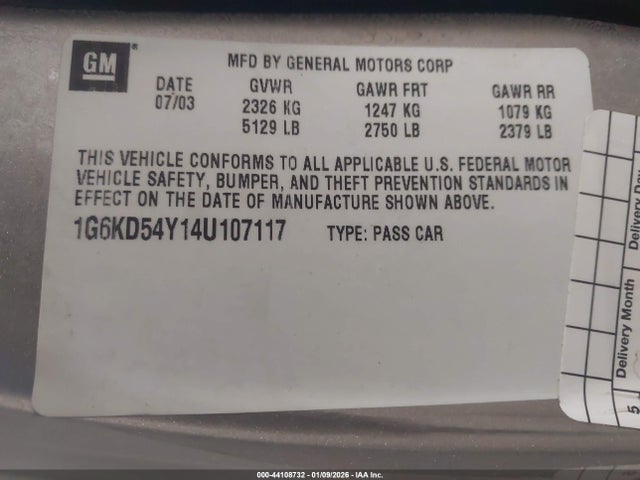 GM
®
MFD BY GENERAL MOTORS CORP
DATE GVWR GAWR FRT GAWR RR
07/03 2326 KG 1247 KG 1079 KG
5129 LB 2750 LB 2379 LB
THIS VEHICLE CONFORMS TO ALL APPLICABLE U.S. FEDERAL MOTOR
VEHICLE SAFETY, BUMPER, AND THEFT PREVENTION STANDARDS IN
EFFECT ON THE DATE OF MANUFACTURE SHOWN ABOVE.
1G6KD54Y14U107117 TYPE: PASS CAR
Delivery Month
Delivery Day
5
000-44108732 - 01/09/2026 - IAA Inc.